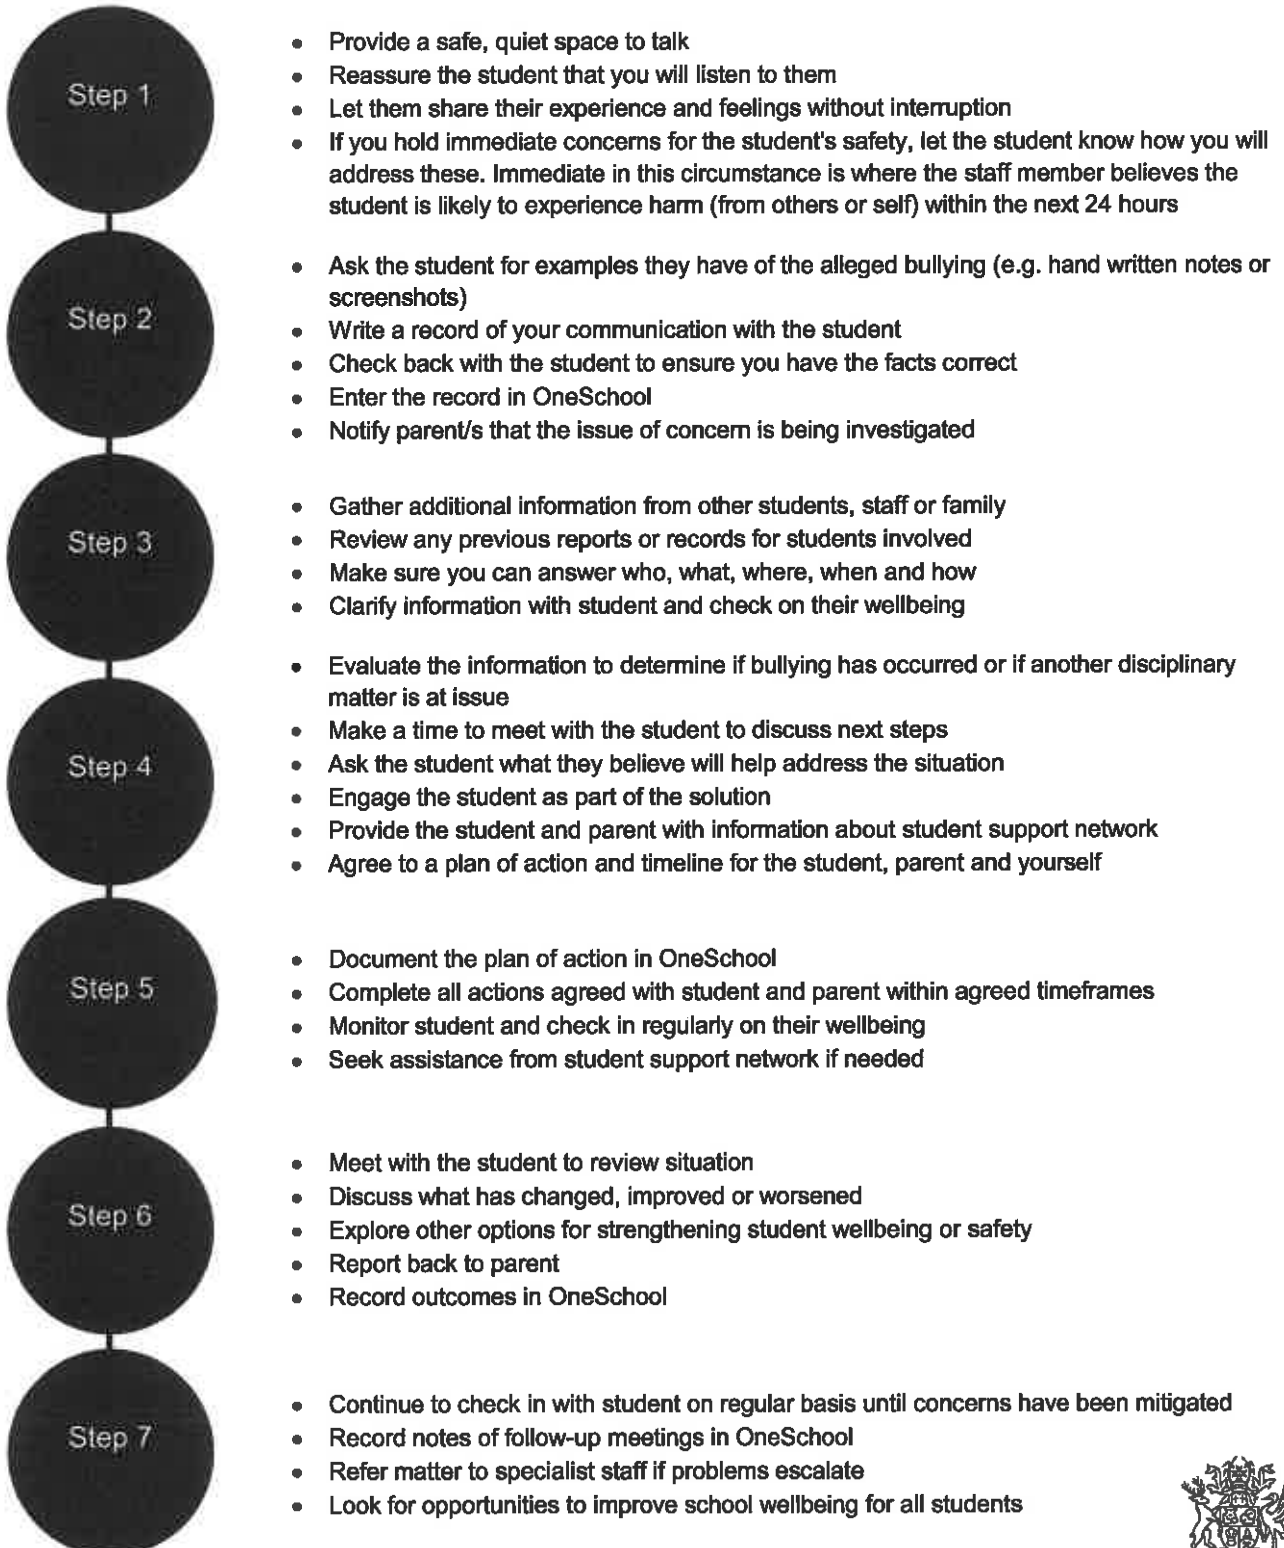 Step 1
• Provide a safe, quiet space to talk
• Reassure the student that you will listen to them
• Let them share their experience and feelings without interruption
• If you hold immediate concerns for the student's safety, let the student know how you will
address these. Immediate in this circumstance is where the staff member believes the
student is likely to experience harm (from others or self) within the next 24 hours
Step 2
• Ask the student for examples they have of the alleged bullying (e.g. hand written notes or
screenshots)
• Write a record of your communication with the student
• Check back with the student to ensure you have the facts correct
• Enter the record in OneSchool
• Notify parent/s that the issue of concern is being investigated
Step 3
• Gather additional information from other students, staff or family
• Review any previous reports or records for students involved
• Make sure you can answer who, what, where, when and how
• Clarify information with student and check on their wellbeing
Step 4
• Evaluate the information to determine if bullying has occurred or if another disciplinary
matter is at issue
• Make a time to meet with the student to discuss next steps
• Ask the student what they believe will help address the situation
• Engage the student as part of the solution
• Provide the student and parent with information about student support network
• Agree to a plan of action and timeline for the student, parent and yourself
Step 5
• Document the plan of action in OneSchool
• Complete all actions agreed with student and parent within agreed timeframes
• Monitor student and check in regularly on their wellbeing
• Seek assistance from student support network if needed
Step 6
• Meet with the student to review situation
• Discuss what has changed, improved or worsened
• Explore other options for strengthening student wellbeing or safety
• Report back to parent
• Record outcomes in OneSchool
Step 7
• Continue to check in with student on regular basis until concerns have been mitigated
• Record notes of follow-up meetings in OneSchool
• Refer matter to specialist staff if problems escalate
• Look for opportunities to improve school wellbeing for all students